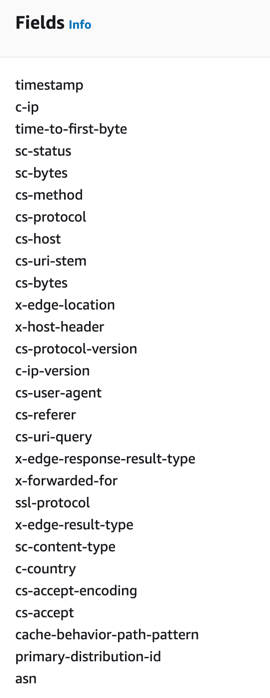 Fields Info
timestamp
c-ip
time-to-first-byte
sc-status
sc-bytes
cs-method
cs-protocol
cs-host
cs-uri-stem
cs-bytes
x-edge-location
x-host-header
cs-protocol-version
c-ip-version
cs-user-agent
cs-referer
cs-uri-query
x-edge-response-result-type
x-forwarded-for
ssl-protocol
x-edge-result-type
sc-content-type
c-country
cs-accept-encoding
cs-accept
cache-behavior-path-pattern
primary-distribution-id
asn